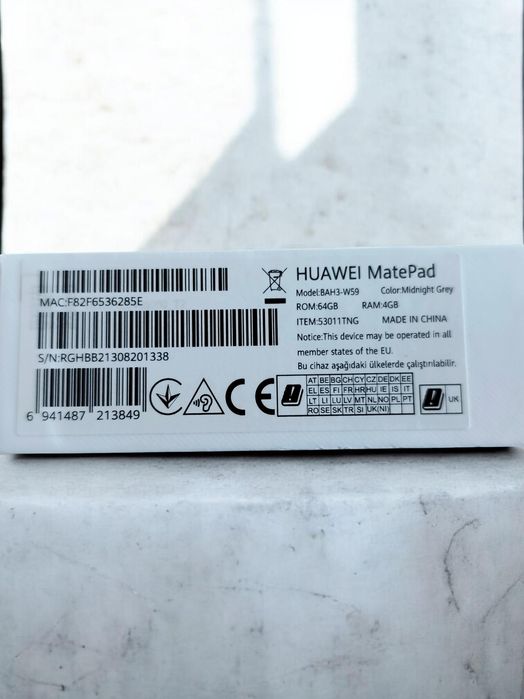 HUAWEI MatePad
MAC:F82F6536285E
Model:BAH3-W59 Color:Midnight Grey
ROM:64GB RAM:4GB
ITEM:53011TNG MADE IN CHINA
Notice:This device may be operated in all
member states of the EU.
S/N:RGHBB21308201338
Bu cihaz aşağıdaki ülkelerde çalıştırılabilir.
6 941487 213849
CE
AT BE BG CH CY CZ DE DK EE
EL ES FI FR HR HU IE IS IT
LT LI LU LV MT NL NO PL PT
RO SE SK TR SI UK(NI)
UK